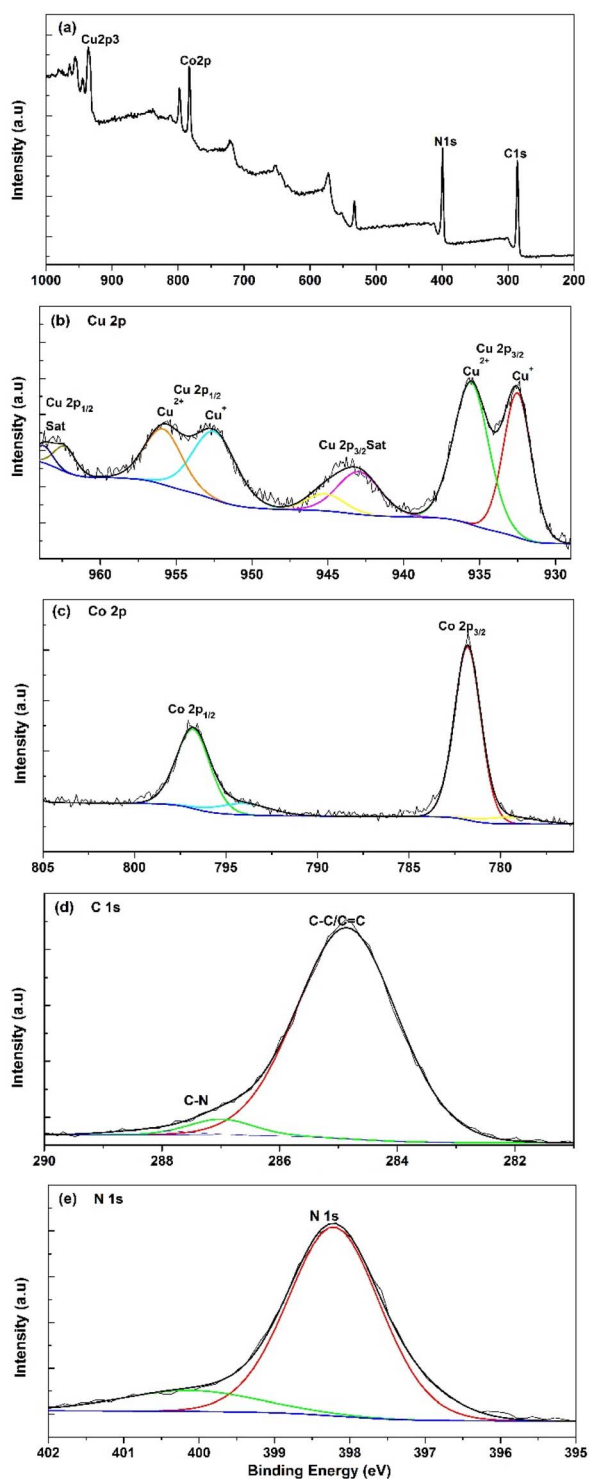 (a)
Cu2p3
Co2p
N1s
C1s
Intensity (a.u)
1000 900 800 700 600 500 400 300 200
(b) Cu 2p
Cu 2p1/2
Sat
Cu 2p1/2
Cu2+
Cu+
Cu 2p3/2Sat
Cu 2p3/2
Cu2+
Cu+
Intensity (a.u)
960 955 950 945 940 935 930
(c) Co 2p
Co 2p1/2
Co 2p3/2
Intensity (a.u)
805 800 795 790 785 780
(d) C 1s
C-C/C=C
C-N
Intensity (a.u)
290 288 286 284 282
(e) N 1s
N 1s
Intensity (a.u)
402 401 400 399 398 397 396 395
Binding Energy (eV)